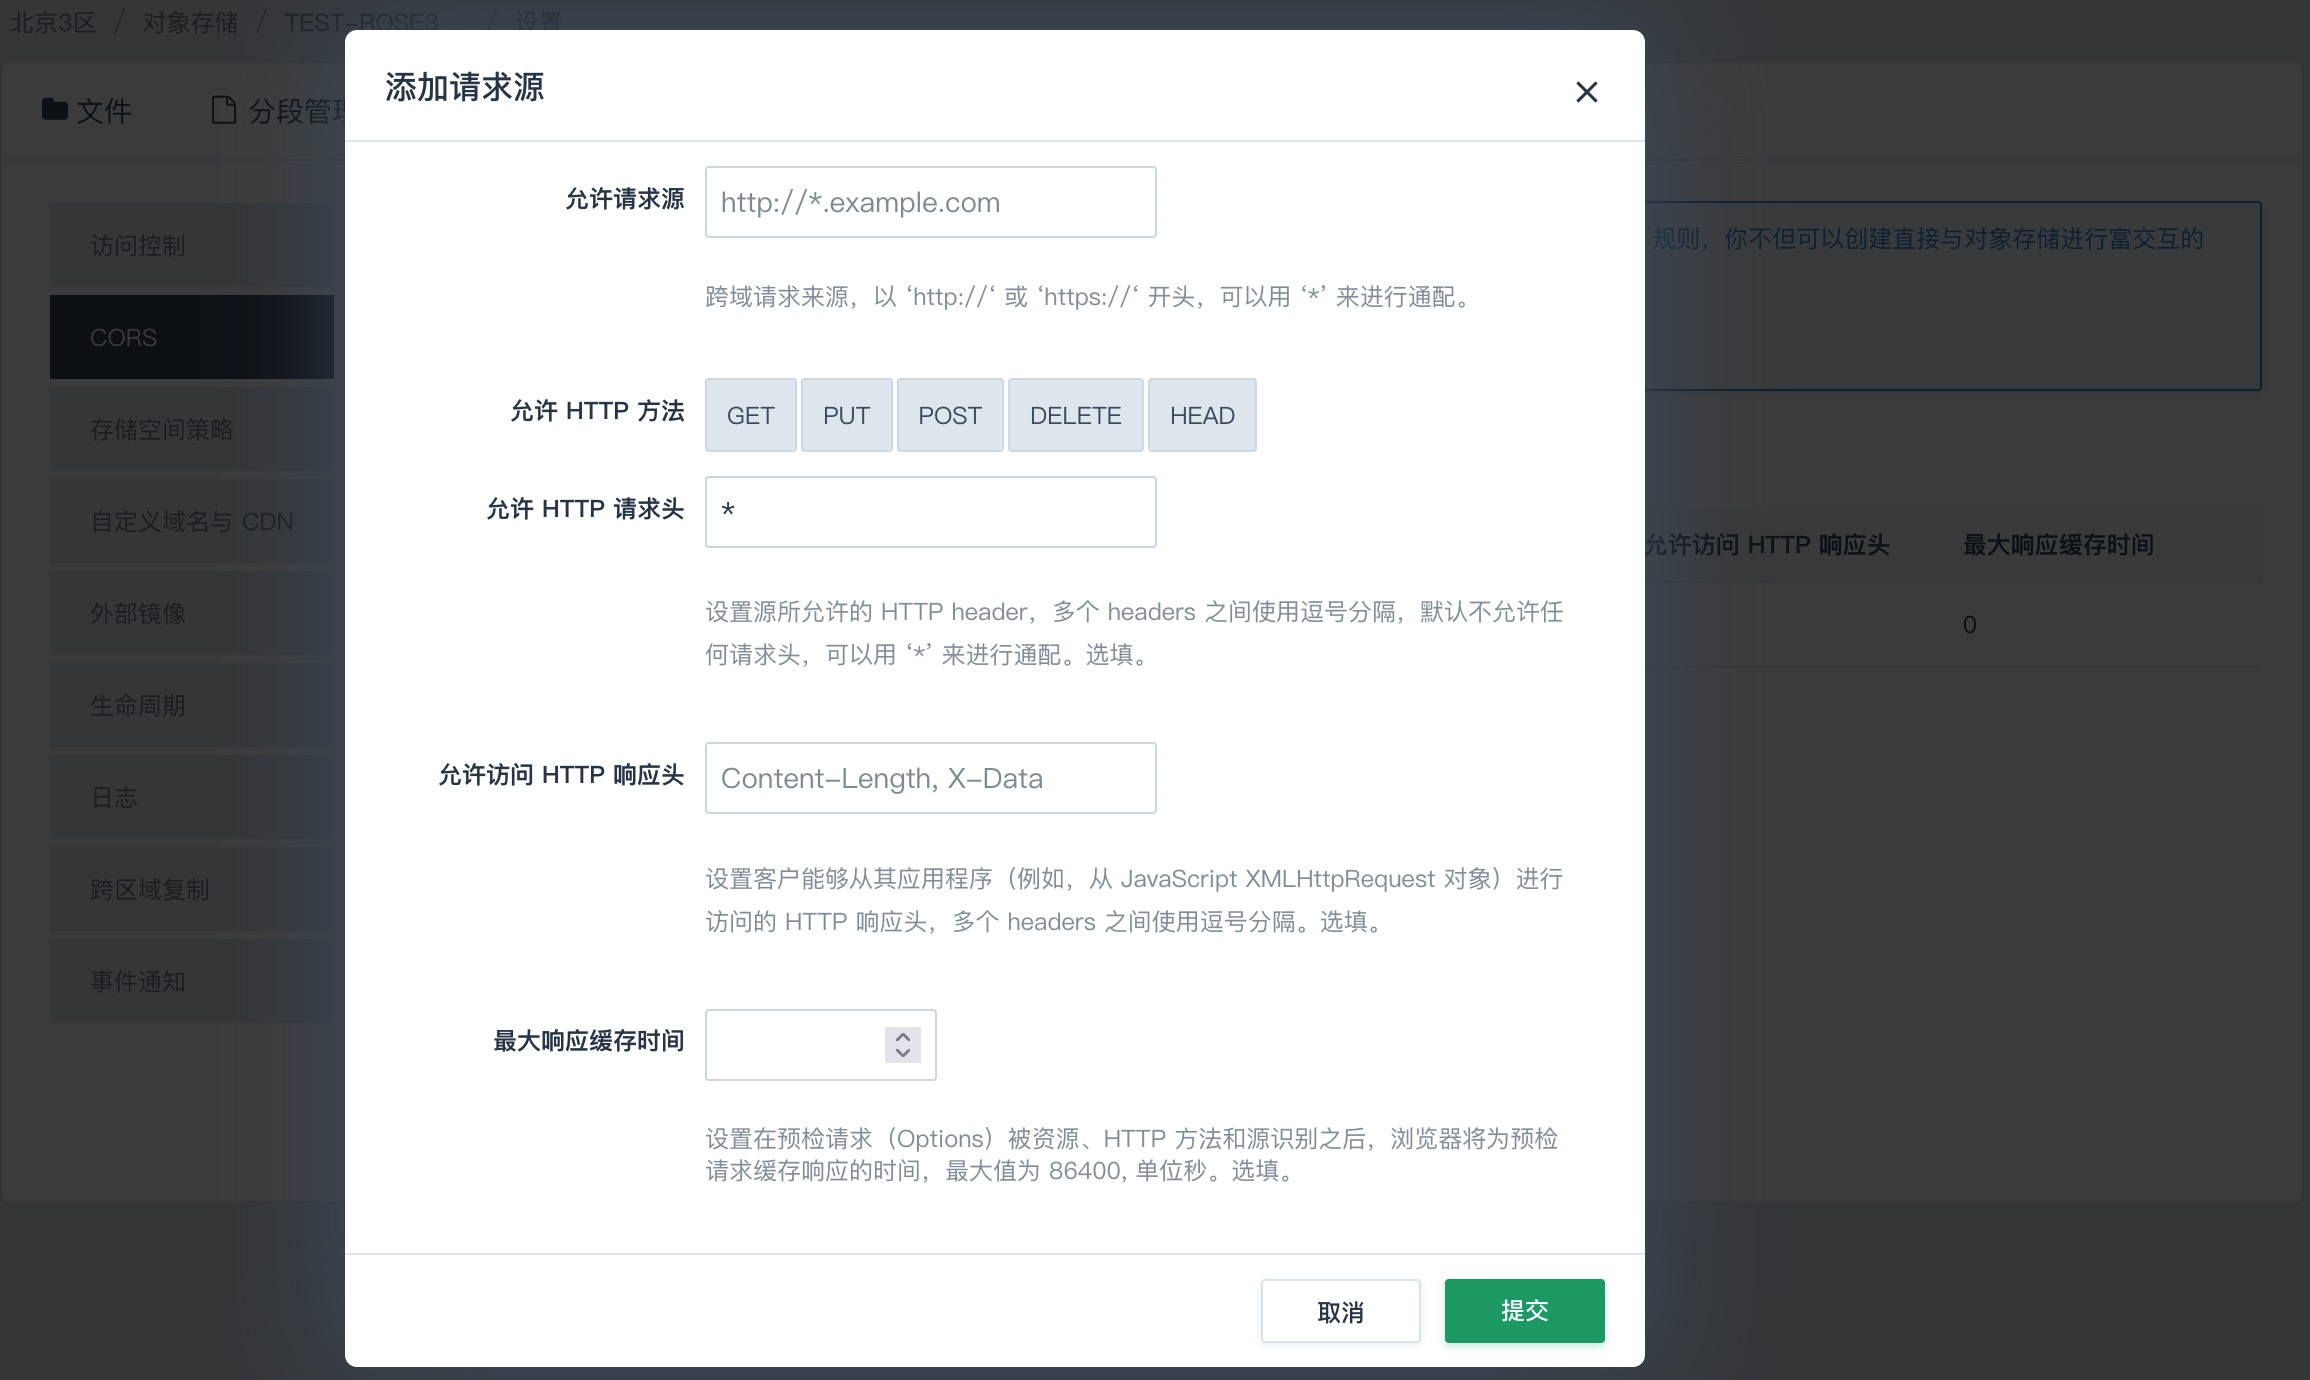 北京3区 / 对象存储 / TEST-ROSE3 / 设置
文件
分段管理
访问控制
CORS
存储空间策略
自定义域名与 CDN
外部镜像
生命周期
日志
跨区域复制
事件通知
添加请求源
允许请求源
http://*.example.com
跨域请求来源，以 ‘http://‘ 或 ‘https://‘ 开头，可以用 ‘*’ 来进行通配。
允许 HTTP 方法
GET PUT POST DELETE HEAD
允许 HTTP 请求头
*
设置源所允许的 HTTP header，多个 headers 之间使用逗号分隔，默认不允许任
何请求头，可以用 ‘*’ 来进行通配。选填。
允许访问 HTTP 响应头
Content-Length, X-Data
设置客户能够从其应用程序（例如，从 JavaScript XMLHttpRequest 对象）进行
访问的 HTTP 响应头，多个 headers 之间使用逗号分隔。选填。
最大响应缓存时间
设置在预检请求（Options）被资源、HTTP 方法和源识别之后，浏览器将为预检
请求缓存响应的时间，最大值为 86400, 单位秒。选填。
取消 提交
规则，你不但可以创建直接与对象存储进行富交互的
允许访问 HTTP 响应头 最大响应缓存时间
0